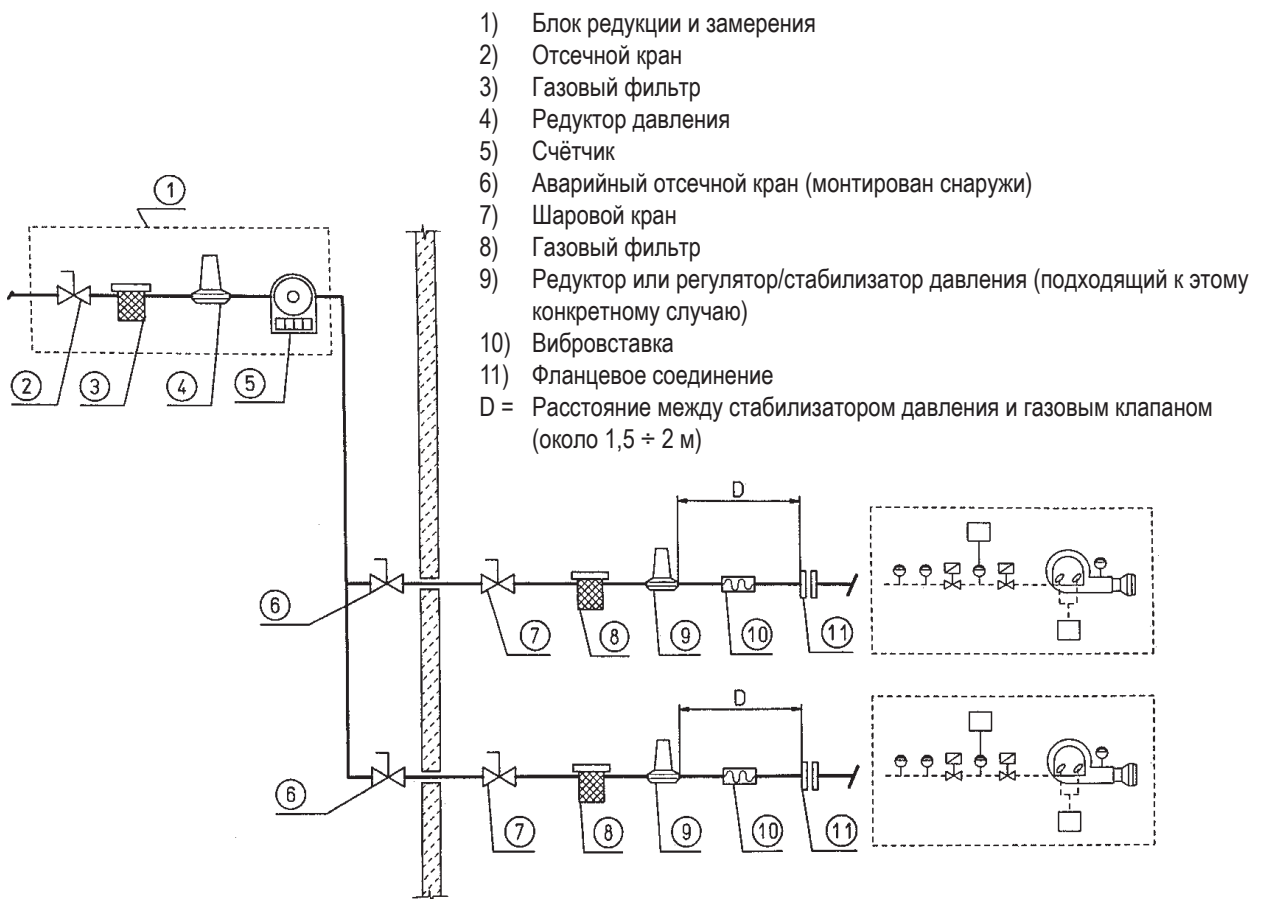 1) Блок редукции и замерения
2) Отсечной кран
3) Газовый фильтр
4) Редуктор давления
5) Счётчик
6) Аварийный отсечной кран (монтирован снаружи)
7) Шаровой кран
8) Газовый фильтр
9) Редуктор или регулятор/стабилизатор давления (подходящий к этому
конкретному случаю)
10) Вибровставка
11) Фланцевое соединение
D = Расстояние между стабилизатором давления и газовым клапаном
(около 1,5 ÷ 2 м)
1
2 3 4 5
D
6 7 8 9 10 11
D
6 7 8 9 10 11